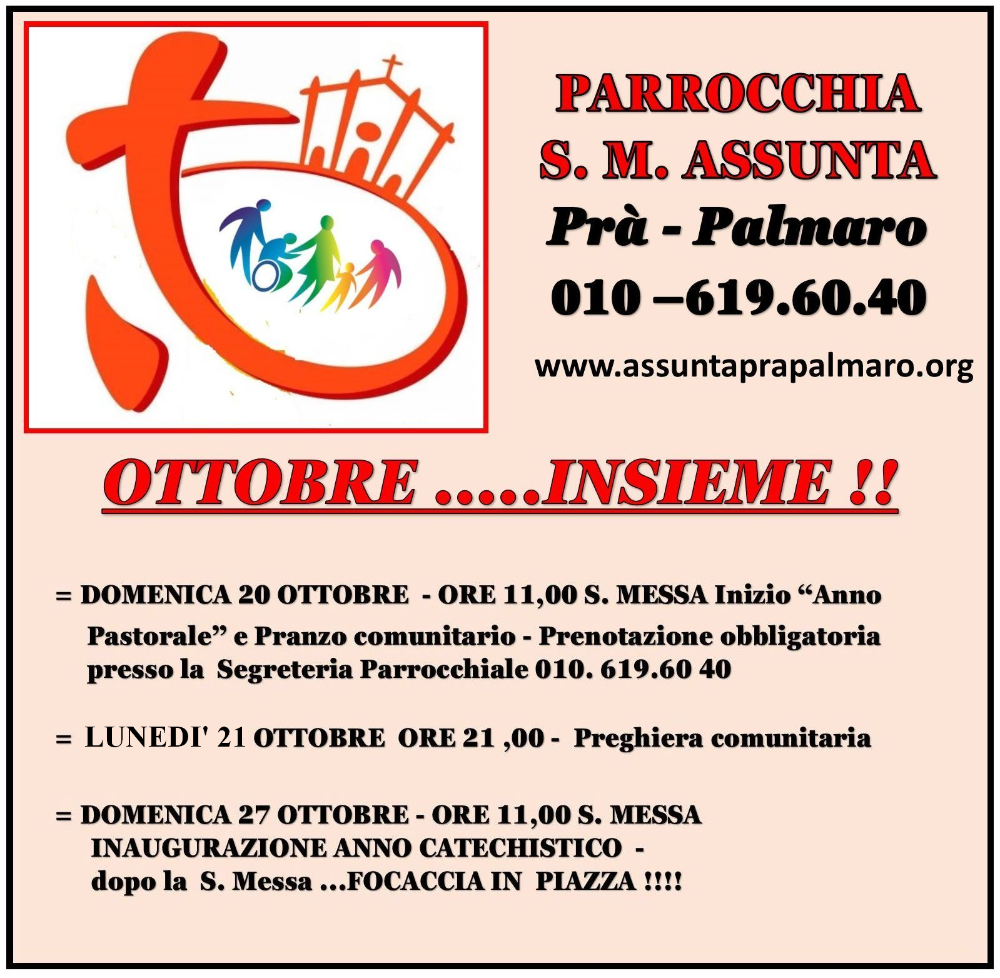 PARROCCHIA
S. M. ASSUNTA
Prà - Palmaro
010 –619.60.40
www.assuntaprapalmaro.org
OTTOBRE .....INSIEME !!
= DOMENICA 20 OTTOBRE - ORE 11,00 S. MESSA Inizio “Anno
Pastorale” e Pranzo comunitario - Prenotazione obbligatoria
presso la Segreteria Parrocchiale 010. 619.60 40
= LUNEDI' 21 OTTOBRE ORE 21 ,00 - Preghiera comunitaria
= DOMENICA 27 OTTOBRE - ORE 11,00 S. MESSA
INAUGURAZIONE ANNO CATECHISTICO -
dopo la S. Messa ...FOCACCIA IN PIAZZA !!!!